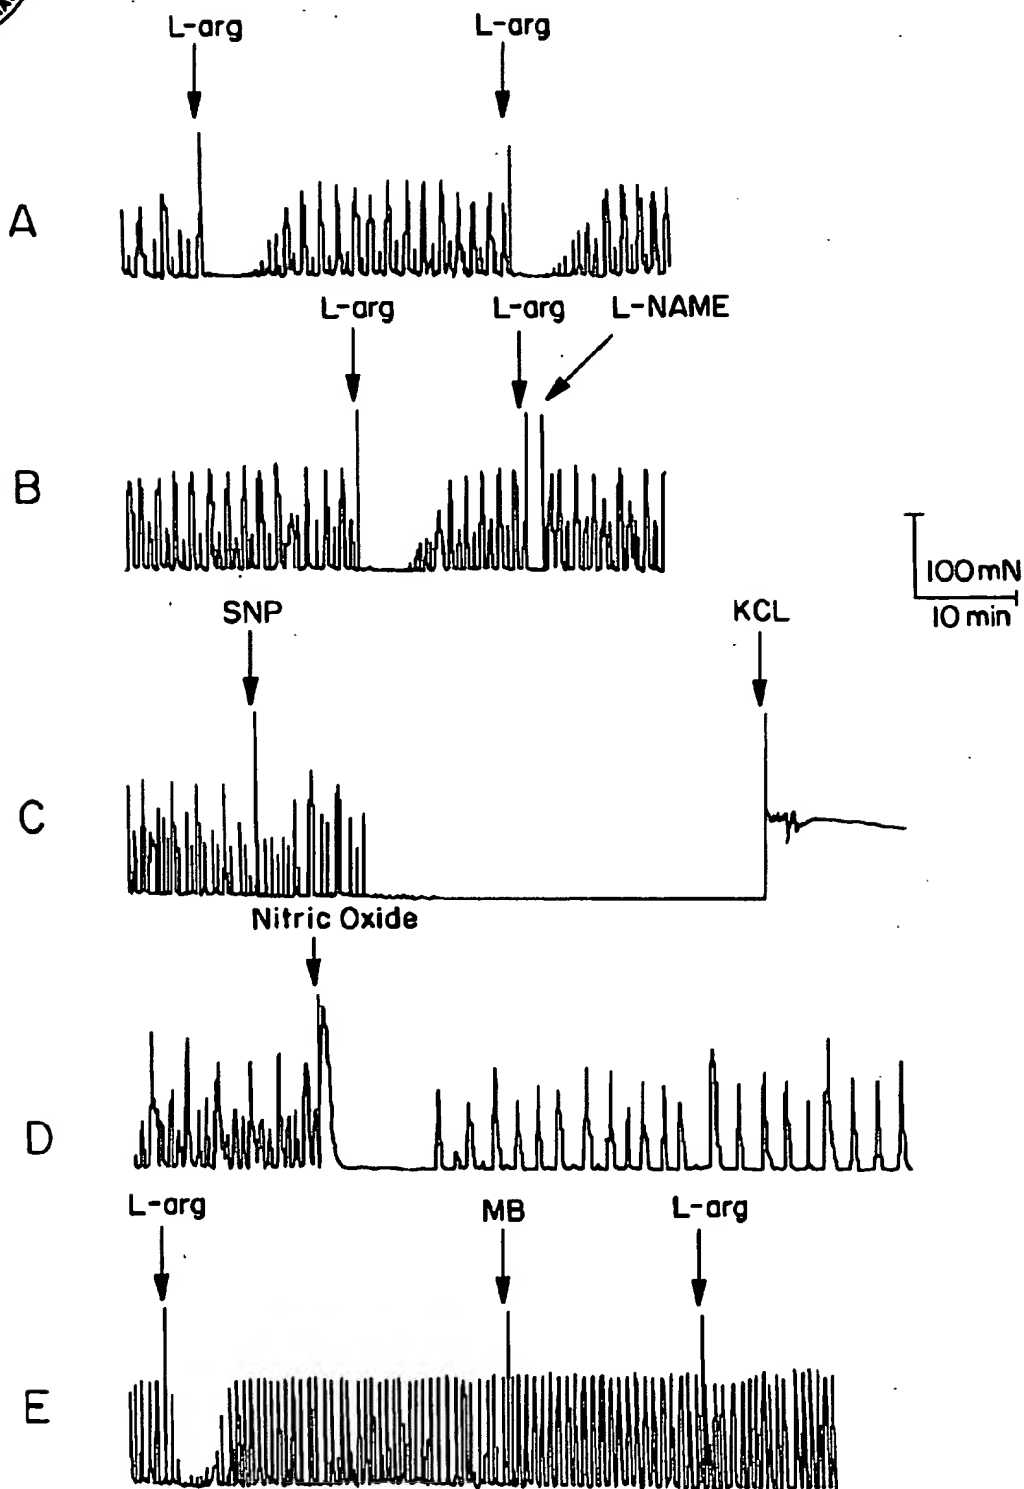 L-arg L-arg
A
L-arg L-arg L-NAME
B
100mN
10 min
SNP KCL
C
Nitric Oxide
D
L-arg MB L-arg
E